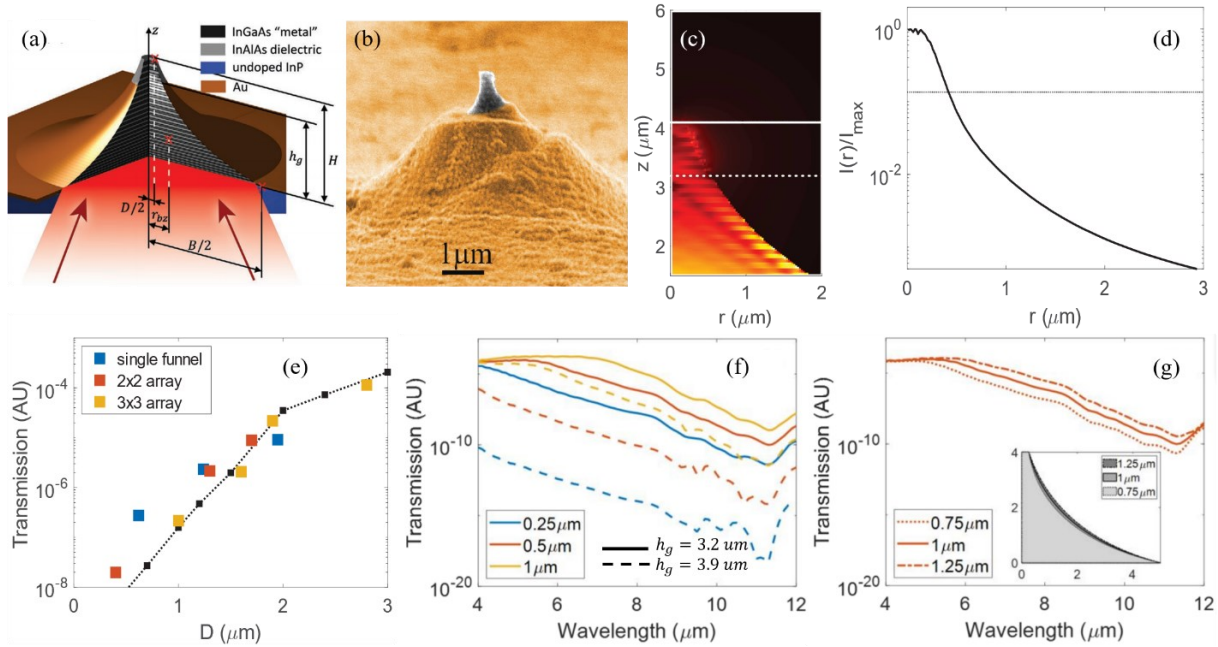 (a)
z
InGaAs "metal"
InAlAs dielectric
undoped InP
Au
h_g
H
D/2
r_bz
B/2
(b)
1μm
(c)
6
5
4
3
2
z (μm)
0
1
2
r (μm)
(d)
10^0
10^-2
I(r)/I_max
0
1
2
3
r (μm)
(e)
single funnel
2x2 array
3x3 array
10^-4
10^-6
10^-8
Transmission (AU)
0
1
2
3
D (μm)
(f)
10^-10
10^-20
Transmission (AU)
0.25μm
0.5μm
1μm
h_g = 3.2 um
h_g = 3.9 um
4
6
8
10
12
Wavelength (μm)
(g)
10^-10
10^-20
Transmission (AU)
0.75μm
1μm
1.25μm
4
2
0
1.25μm
1μm
0.75μm
0
2
4
4
6
8
10
12
Wavelength (μm)